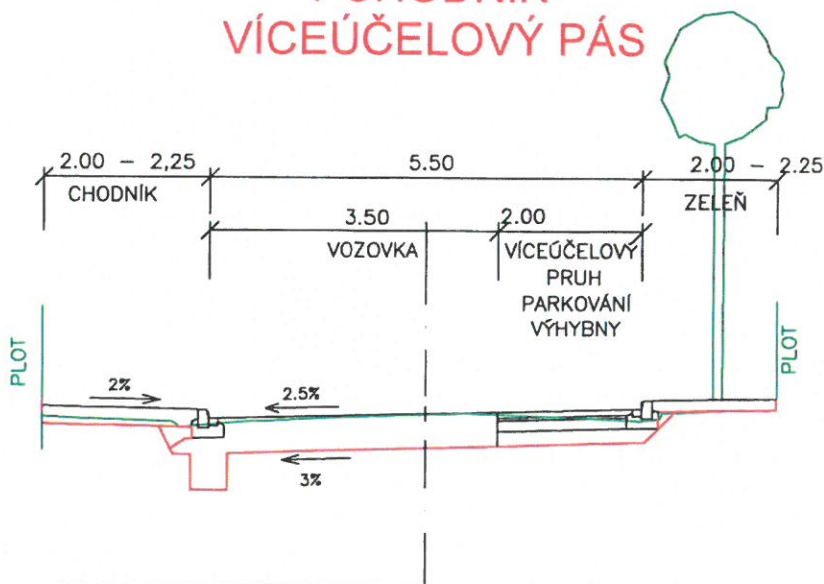 VÍCEÚČELOVÝ PÁS
2.00 – 2,25
5.50
2.00 – 2.25
CHODNÍK
ZELEŇ
3.50
2.00
VOZOVKA
VÍCEÚČELOVÝ
PRUH
PARKOVÁNÍ
VÝHYBNY
PLOT
PLOT
2%
2.5%
3%